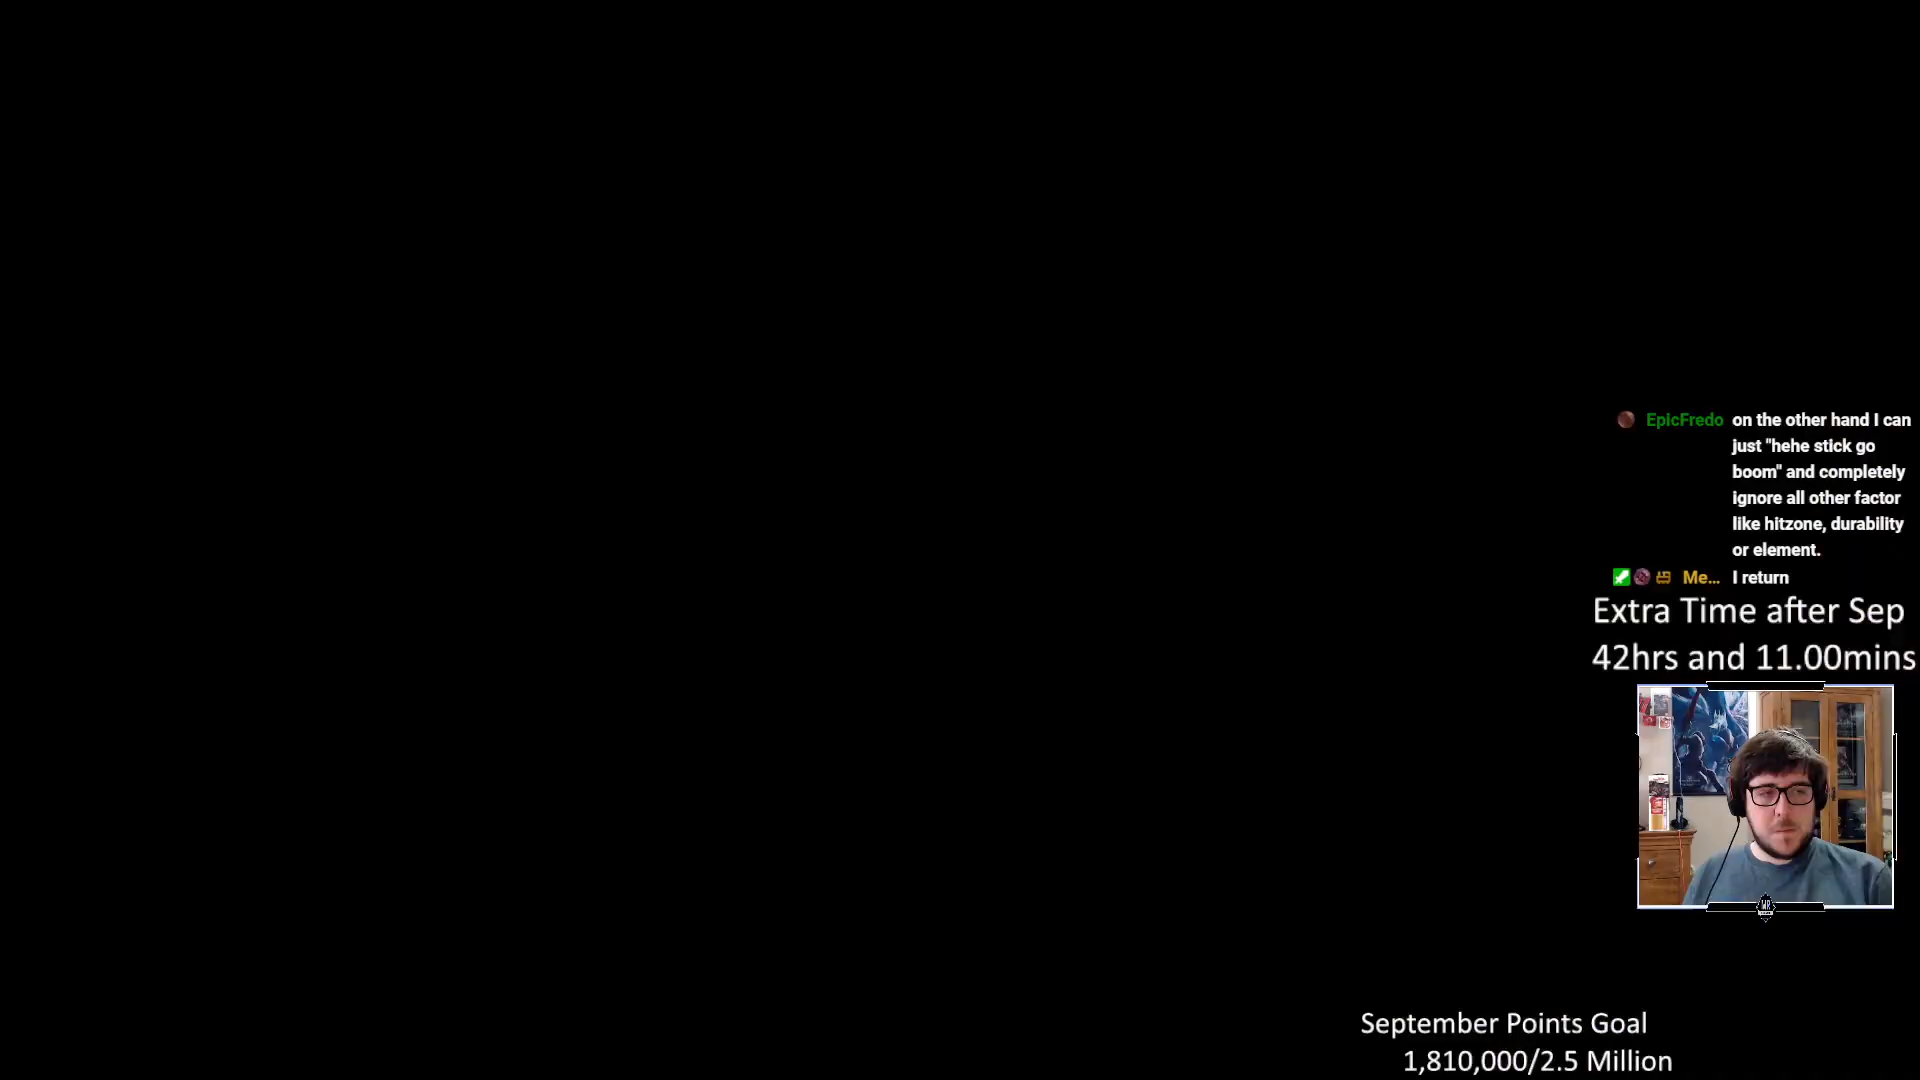 EpicFredo on the other hand I can
just "hehe stick go
boom" and completely
ignore all other factor
like hitzone, durability
or element.
Me... I return
Extra Time after Sep
42hrs and 11.00mins
September Points Goal
1,810,000/2.5 Million